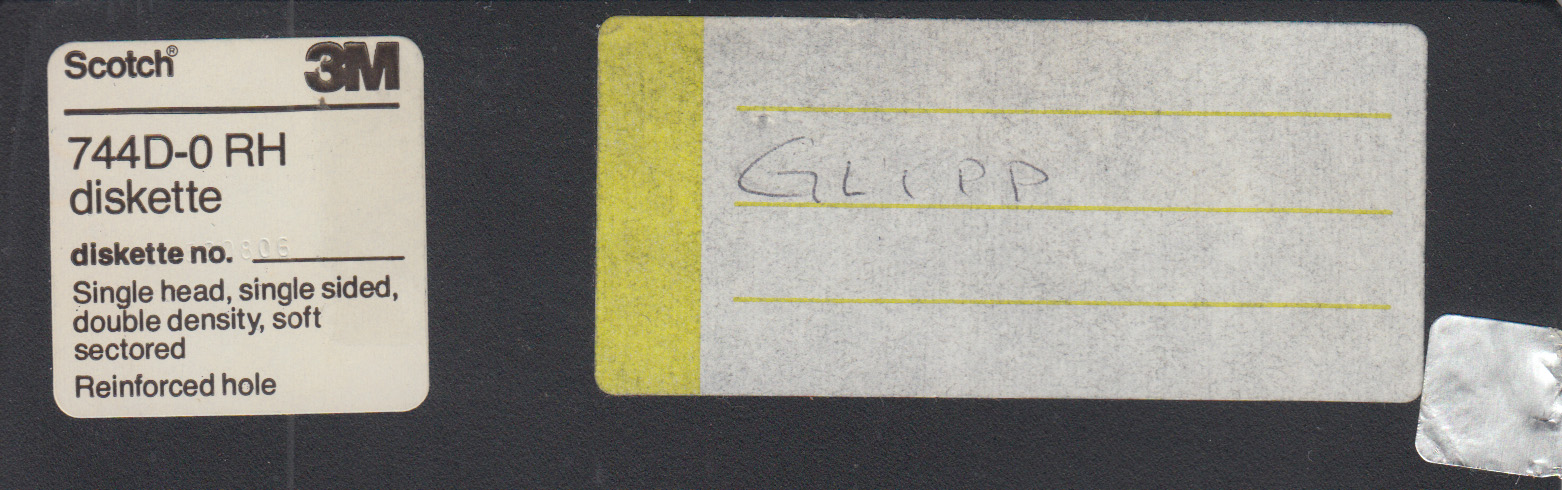 Scotch® 3M
744D-0 RH
diskette
diskette no.
Single head, single sided,
double density, soft
sectored
Reinforced hole
GLIPP